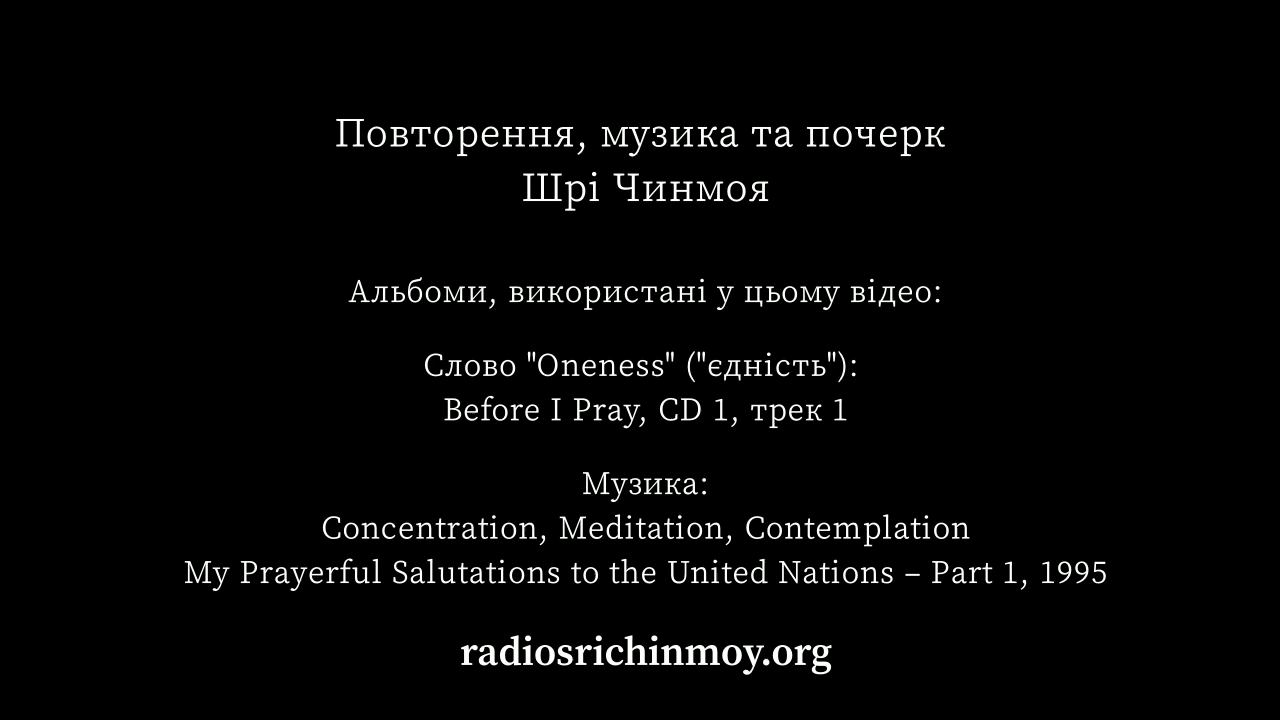 Повторення, музика та почерк
Шрі Чинмоя
Альбоми, використані у цьому відео:
Слово "Oneness" ("єдність"):
Before I Pray, CD 1, трек 1
Музика:
Concentration, Meditation, Contemplation
My Prayerful Salutations to the United Nations – Part 1, 1995
radiosrichinmoy.org